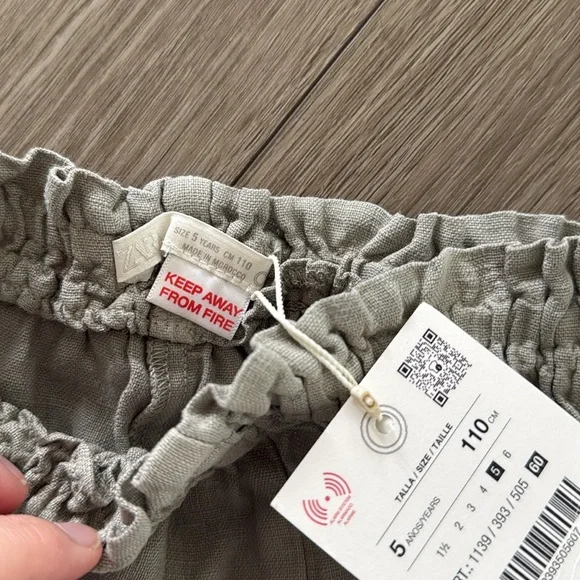 ZARA
SIZE 5 YEARS CM 110
MADE IN MOROCCO
KEEP AWAY
FROM FIRE
TALLA / SIZE / TAILLE
110 CM
5 AÑOS/YEARS
1½ 2 3 4 5 6
T.: 1139 / 393 / 505 60